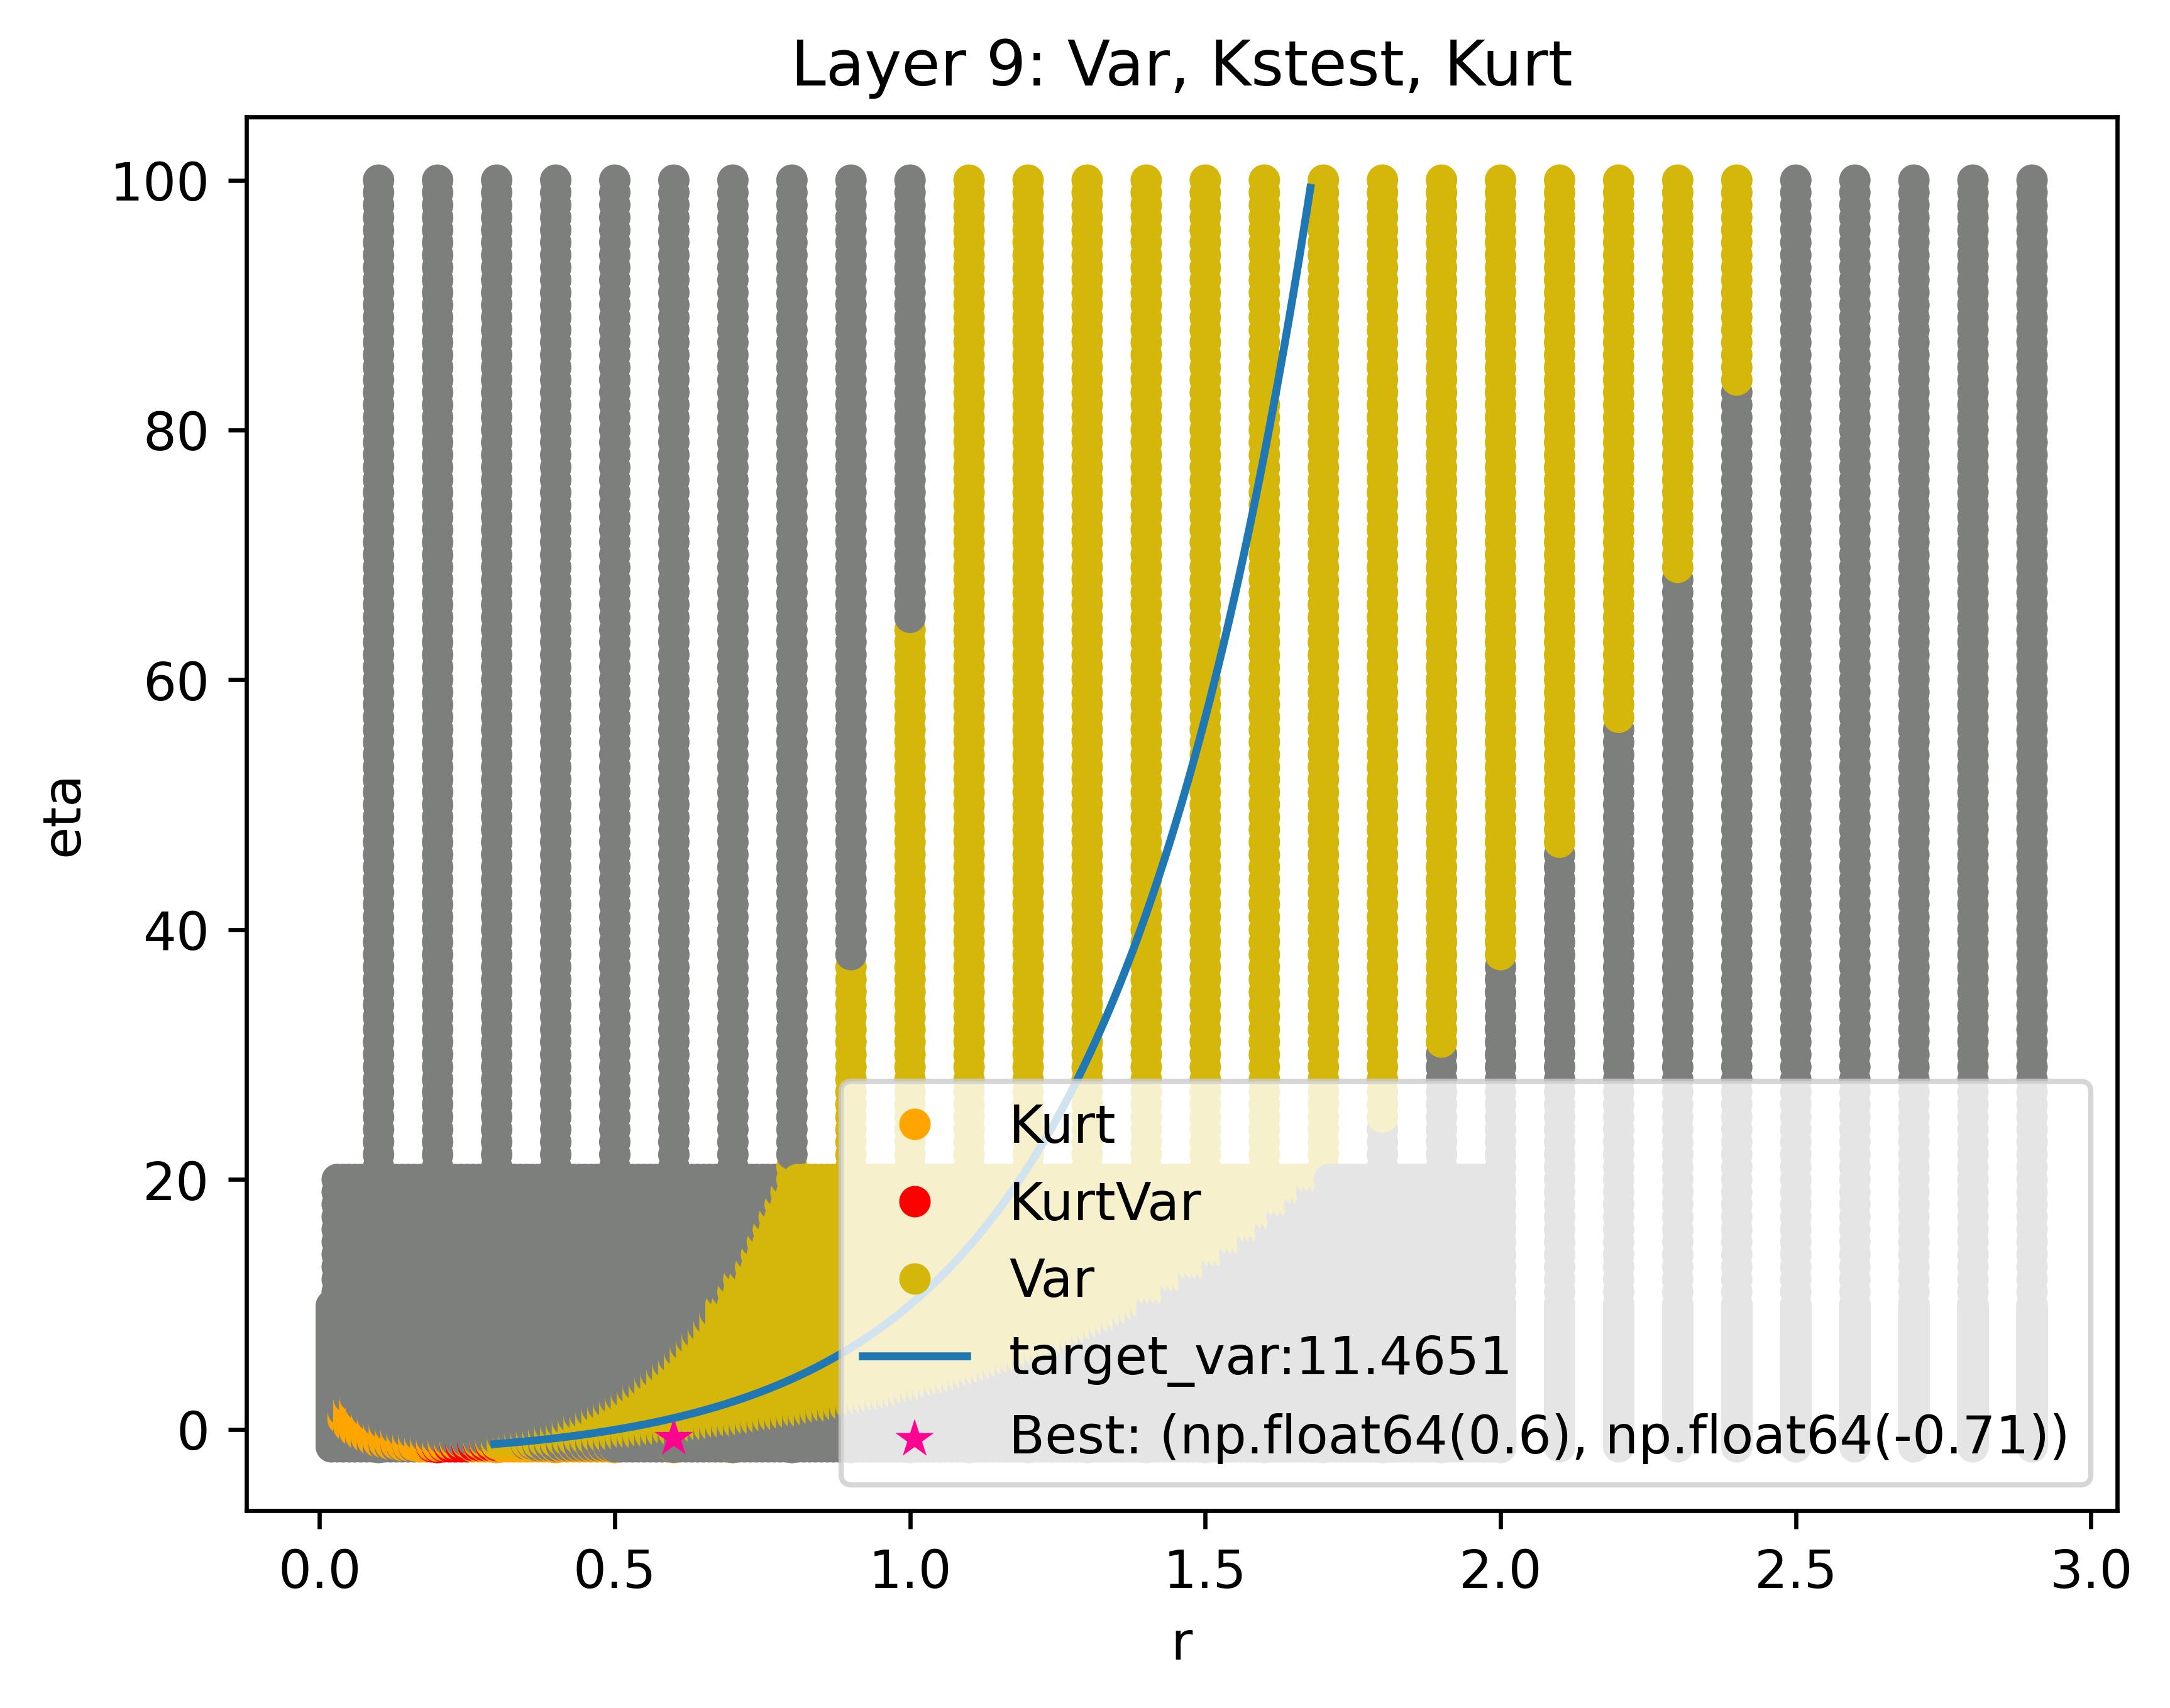 Layer 9: Var, Kstest, Kurt
100
80
60
40
20
0
eta
Kurt
KurtVar
Var
target_var:11.4651
Best: (np.float64(0.6), np.float64(-0.71))
0.0 0.5 1.0 1.5 2.0 2.5 3.0
r